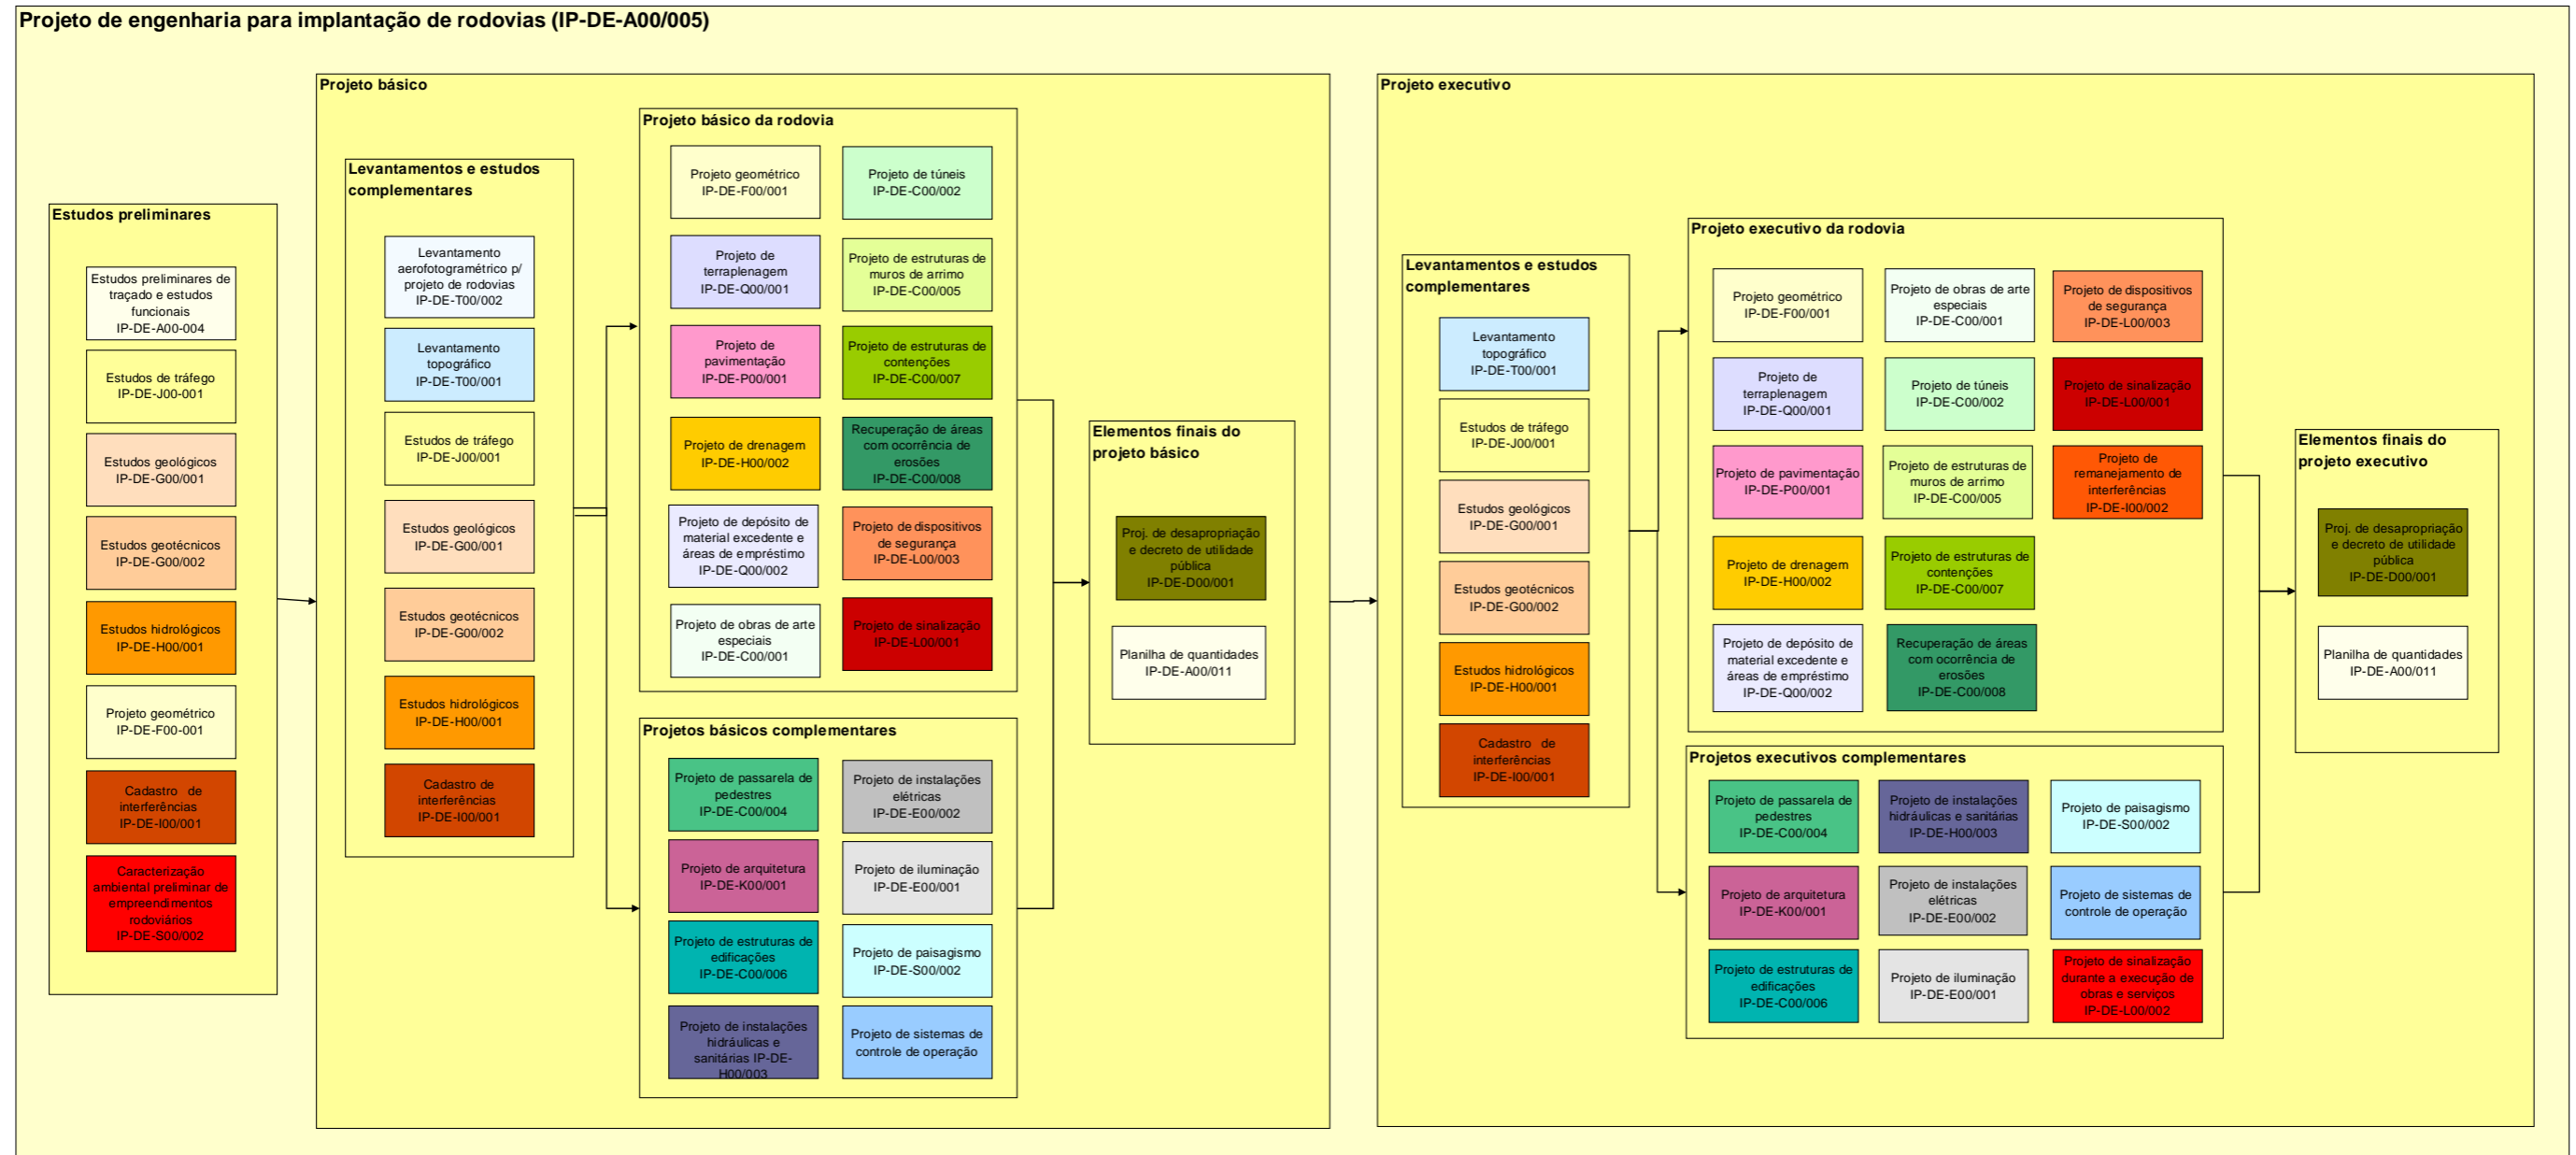 Projeto de engenharia para implantação de rodovias (IP-DE-A00/005)
Estudos preliminares
Estudos preliminares de
traçado e estudos
funcionais
IP-DE-A00-004
Estudos de tráfego
IP-DE-J00-001
Estudos geológicos
IP-DE-G00/001
Estudos geotécnicos
IP-DE-G00/002
Estudos hidrológicos
IP-DE-H00/001
Projeto geométrico
IP-DE-F00-001
Cadastro de
interferências
IP-DE-I00/001
Caracterização
ambiental preliminar de
empreendimentos
rodoviários
IP-DE-S00/002
Projeto básico
Levantamentos e estudos
complementares
Levantamento
aerofotogramétrico p/
projeto de rodovias
IP-DE-T00/002
Levantamento
topográfico
IP-DE-T00/001
Estudos de tráfego
IP-DE-J00/001
Estudos geológicos
IP-DE-G00/001
Estudos geotécnicos
IP-DE-G00/002
Estudos hidrológicos
IP-DE-H00/001
Cadastro de
interferências
IP-DE-I00/001
Projeto básico da rodovia
Projeto geométrico
IP-DE-F00/001
Projeto de
terraplenagem
IP-DE-Q00/001
Projeto de
pavimentação
IP-DE-P00/001
Projeto de drenagem
IP-DE-H00/002
Projeto de depósito de
material excedente e
áreas de empréstimo
IP-DE-Q00/002
Projeto de obras de arte
especiais
IP-DE-C00/001
Projeto de túneis
IP-DE-C00/002
Projeto de estruturas de
muros de arrimo
IP-DE-C00/005
Projeto de estruturas de
contenções
IP-DE-C00/007
Recuperação de áreas
com ocorrência de
erosões
IP-DE-C00/008
Projeto de dispositivos
de segurança
IP-DE-L00/003
Projeto de sinalização
IP-DE-L00/001
Projetos básicos complementares
Projeto de passarela de
pedestres
IP-DE-C00/004
Projeto de arquitetura
IP-DE-K00/001
Projeto de estruturas de
edificações
IP-DE-C00/006
Projeto de instalações
hidráulicas e
sanitárias IP-DE-
H00/003
Projeto de instalações
elétricas
IP-DE-E00/002
Projeto de iluminação
IP-DE-E00/001
Projeto de paisagismo
IP-DE-S00/002
Projeto de sistemas de
controle de operação
Elementos finais do
projeto básico
Proj. de desapropriação
e decreto de utilidade
pública
IP-DE-D00/001
Planilha de quantidades
IP-DE-A00/011
Projeto executivo
Levantamentos e estudos
complementares
Levantamento
topográfico
IP-DE-T00/001
Estudos de tráfego
IP-DE-J00/001
Estudos geológicos
IP-DE-G00/001
Estudos geotécnicos
IP-DE-G00/002
Estudos hidrológicos
IP-DE-H00/001
Cadastro de
interferências
IP-DE-I00/001
Projeto executivo da rodovia
Projeto geométrico
IP-DE-F00/001
Projeto de
terraplenagem
IP-DE-Q00/001
Projeto de pavimentação
IP-DE-P00/001
Projeto de drenagem
IP-DE-H00/002
Projeto de depósito de
material excedente e
áreas de empréstimo
IP-DE-Q00/002
Projeto de obras de arte
especiais
IP-DE-C00/001
Projeto de túneis
IP-DE-C00/002
Projeto de estruturas de
muros de arrimo
IP-DE-C00/005
Projeto de estruturas de
contenções
IP-DE-C00/007
Recuperação de áreas
com ocorrência de
erosões
IP-DE-C00/008
Projeto de dispositivos
de segurança
IP-DE-L00/003
Projeto de sinalização
IP-DE-L00/001
Projeto de
remanejamento de
interferências
IP-DE-I00/002
Projetos executivos complementares
Projeto de passarela de
pedestres
IP-DE-C00/004
Projeto de arquitetura
IP-DE-K00/001
Projeto de estruturas de
edificações
IP-DE-C00/006
Projeto de instalações
hidráulicas e sanitárias
IP-DE-H00/003
Projeto de instalações
elétricas
IP-DE-E00/002
Projeto de iluminação
IP-DE-E00/001
Projeto de paisagismo
IP-DE-S00/002
Projeto de sistemas de
controle de operação
Projeto de sinalização
durante a execução de
obras e serviços
IP-DE-L00/002
Elementos finais do
projeto executivo
Proj. de desapropriação
e decreto de utilidade
pública
IP-DE-D00/001
Planilha de quantidades
IP-DE-A00/011